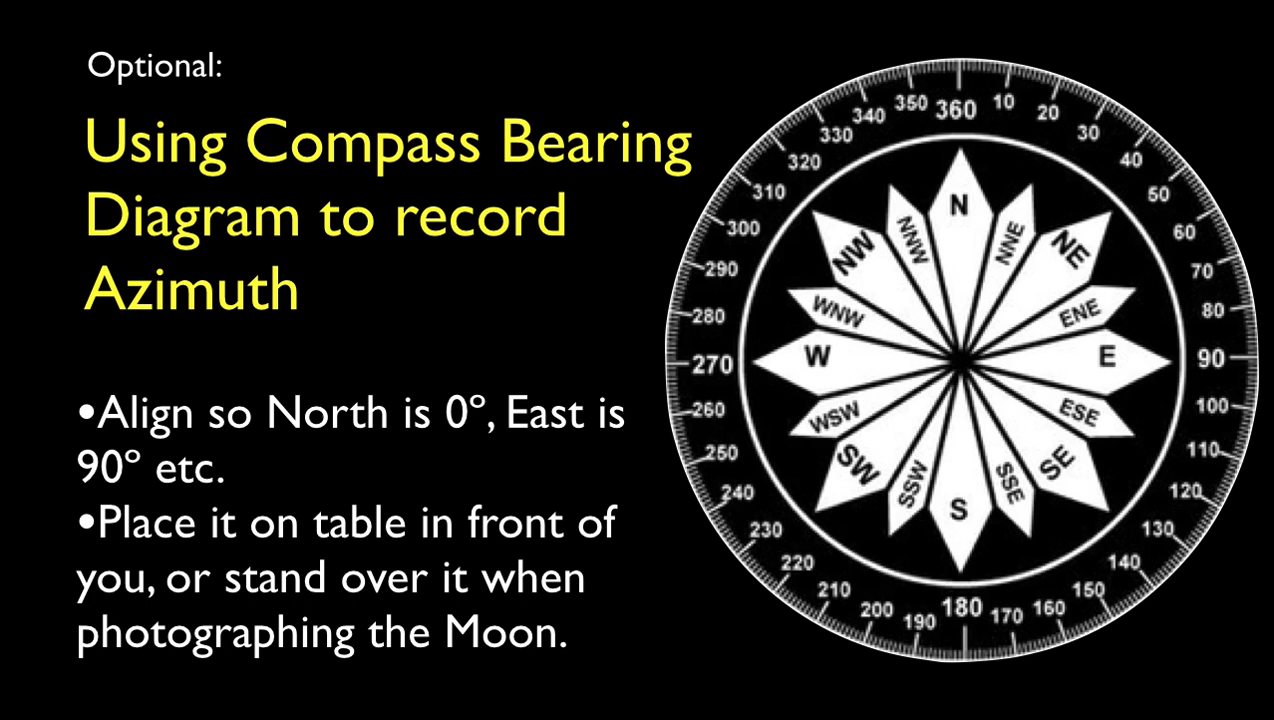 Optional:
Using Compass Bearing
Diagram to record
Azimuth
•Align so North is 0º, East is
90º etc.
•Place it on table in front of
you, or stand over it when
photographing the Moon.
360
10
20
30
40
50
60
70
80
90
100
110
120
130
140
150
160
170
180
190
200
210
220
230
240
250
260
270
280
290
300
310
320
330
340
350
N
NNE
NE
ENE
E
ESE
SE
SSE
S
SSW
SW
WSW
W
WNW
NW
NNW